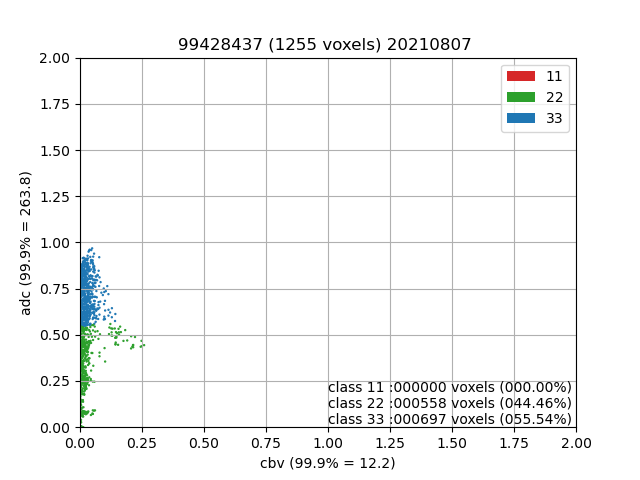 99428437 (1255 voxels) 20210807
2.00
1.75
1.50
1.25
1.00
0.75
0.50
0.25
0.00
adc (99.9% = 263.8)
11
22
33
class 11 :000000 voxels (000.00%)
class 22 :000558 voxels (044.46%)
class 33 :000697 voxels (055.54%)
0.00 0.25 0.50 0.75 1.00 1.25 1.50 1.75 2.00
cbv (99.9% = 12.2)